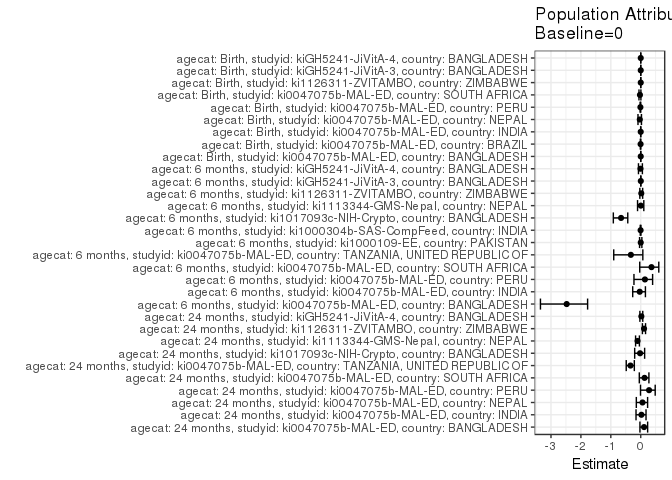 Population Attribu
Baseline=0
agecat: Birth, studyid: kiGH5241-JiVitA-4, country: BANGLADESH
agecat: Birth, studyid: kiGH5241-JiVitA-3, country: BANGLADESH
agecat: Birth, studyid: ki1126311-ZVITAMBO, country: ZIMBABWE
agecat: Birth, studyid: ki0047075b-MAL-ED, country: SOUTH AFRICA
agecat: Birth, studyid: ki0047075b-MAL-ED, country: PERU
agecat: Birth, studyid: ki0047075b-MAL-ED, country: NEPAL
agecat: Birth, studyid: ki0047075b-MAL-ED, country: INDIA
agecat: Birth, studyid: ki0047075b-MAL-ED, country: BRAZIL
agecat: Birth, studyid: ki0047075b-MAL-ED, country: BANGLADESH
agecat: 6 months, studyid: kiGH5241-JiVitA-4, country: BANGLADESH
agecat: 6 months, studyid: kiGH5241-JiVitA-3, country: BANGLADESH
agecat: 6 months, studyid: ki1126311-ZVITAMBO, country: ZIMBABWE
agecat: 6 months, studyid: ki1113344-GMS-Nepal, country: NEPAL
agecat: 6 months, studyid: ki1017093c-NIH-Crypto, country: BANGLADESH
agecat: 6 months, studyid: ki1000304b-SAS-CompFeed, country: INDIA
agecat: 6 months, studyid: ki1000109-EE, country: PAKISTAN
agecat: 6 months, studyid: ki0047075b-MAL-ED, country: TANZANIA, UNITED REPUBLIC OF
agecat: 6 months, studyid: ki0047075b-MAL-ED, country: SOUTH AFRICA
agecat: 6 months, studyid: ki0047075b-MAL-ED, country: PERU
agecat: 6 months, studyid: ki0047075b-MAL-ED, country: INDIA
agecat: 6 months, studyid: ki0047075b-MAL-ED, country: BANGLADESH
agecat: 24 months, studyid: kiGH5241-JiVitA-4, country: BANGLADESH
agecat: 24 months, studyid: ki1126311-ZVITAMBO, country: ZIMBABWE
agecat: 24 months, studyid: ki1113344-GMS-Nepal, country: NEPAL
agecat: 24 months, studyid: ki1017093c-NIH-Crypto, country: BANGLADESH
agecat: 24 months, studyid: ki0047075b-MAL-ED, country: TANZANIA, UNITED REPUBLIC OF
agecat: 24 months, studyid: ki0047075b-MAL-ED, country: SOUTH AFRICA
agecat: 24 months, studyid: ki0047075b-MAL-ED, country: PERU
agecat: 24 months, studyid: ki0047075b-MAL-ED, country: NEPAL
agecat: 24 months, studyid: ki0047075b-MAL-ED, country: INDIA
agecat: 24 months, studyid: ki0047075b-MAL-ED, country: BANGLADESH
-3 -2 -1 0
Estimate